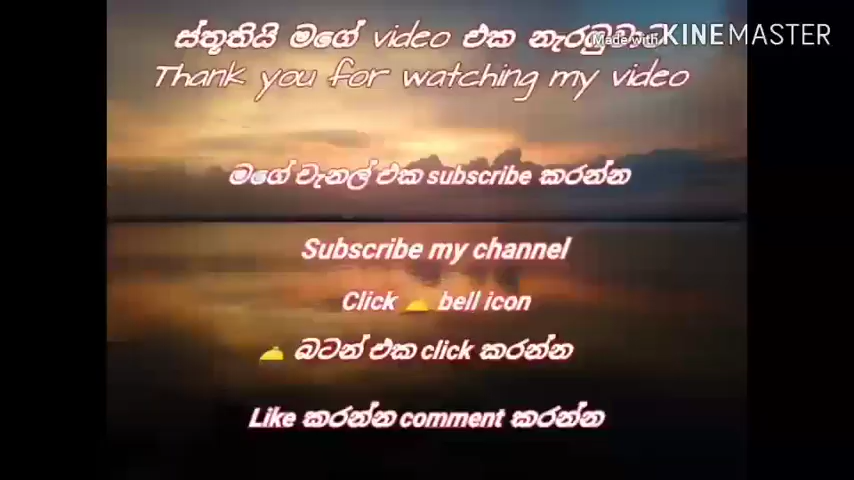 ස්තූතියි මගේ video එක නැරඹුවාට
Made with KINEMASTER
Thank you for watching my video
මගේ චැනල් එක subscribe කරන්න
Subscribe my channel
Click 🛎️ bell icon
🛎️ බටන් එක click කරන්න
Like කරන්න comment කරන්න